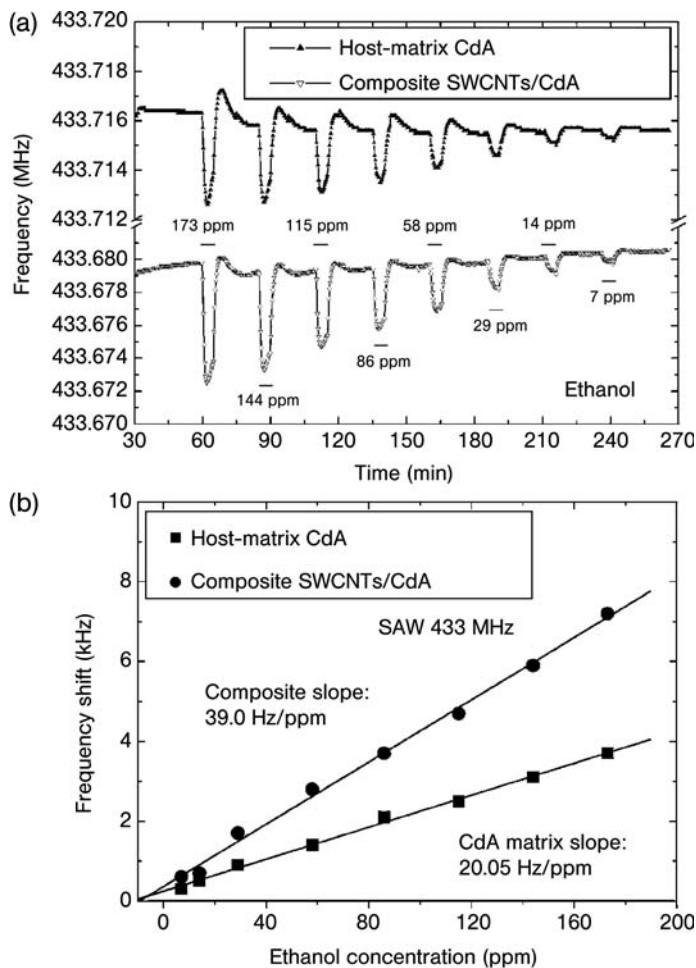 (a)
433.720
433.718
433.716
433.714
433.712
433.680
433.678
433.676
433.674
433.672
433.670
Frequency (MHz)
Host-matrix CdA
Composite SWCNTs/CdA
173 ppm
115 ppm
58 ppm
14 ppm
144 ppm
86 ppm
29 ppm
7 ppm
Ethanol
30 60 90 120 150 180 210 240 270
Time (min)
(b)
10
8
6
4
2
0
Frequency shift (kHz)
Host-matrix CdA
Composite SWCNTs/CdA
SAW 433 MHz
Composite slope:
39.0 Hz/ppm
CdA matrix slope:
20.05 Hz/ppm
0 40 80 120 160 200
Ethanol concentration (ppm)